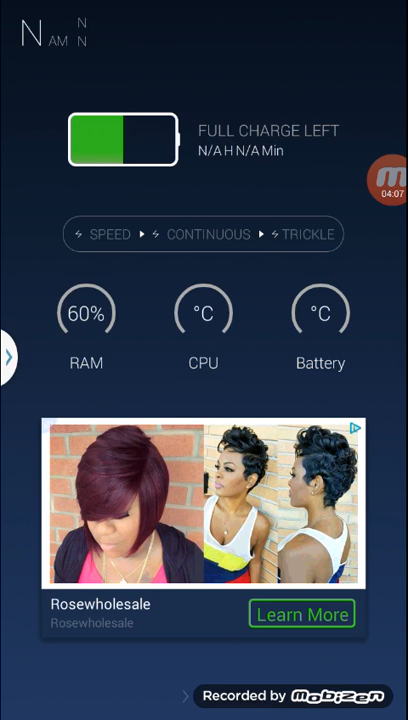 N AM N
N
FULL CHARGE LEFT
N/A H N/A Min
04:07
SPEED CONTINUOUS TRICKLE
60% °C °C
RAM CPU Battery
Rosewholesale
Rosewholesale
Learn More
Recorded by mobizen